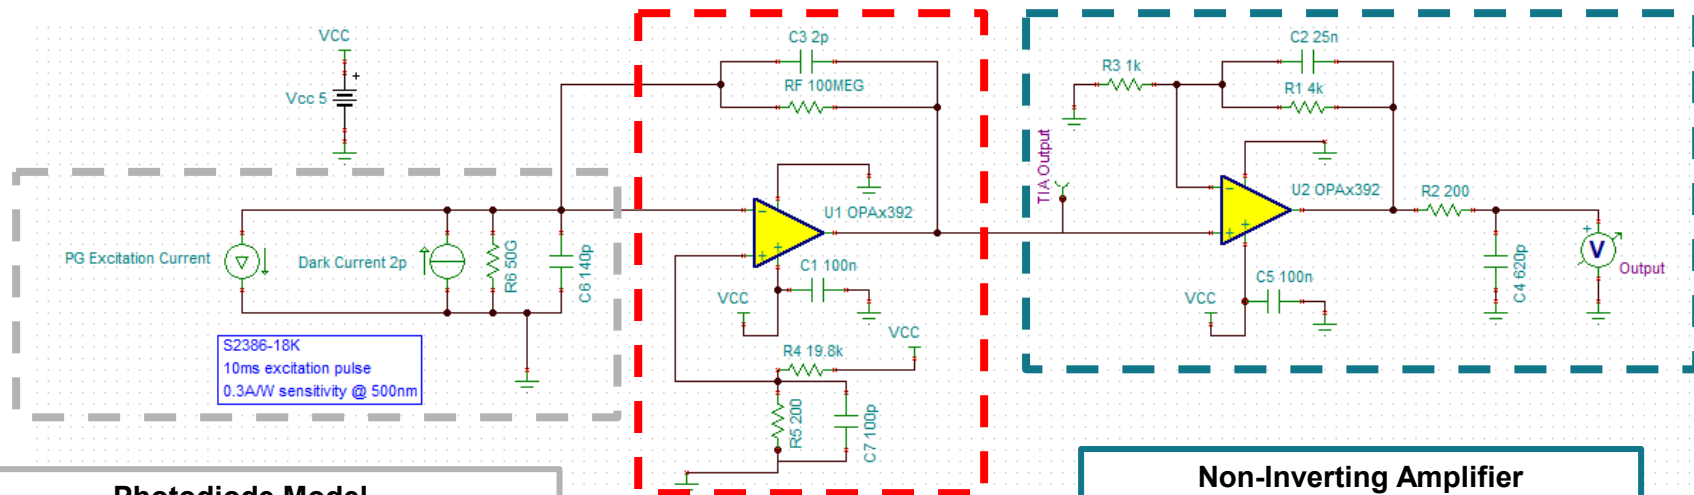 VCC
Vcc 5
+
PG Excitation Current
Dark Current 2p
R6 50G
C6 140p
S2386-18K
10ms excitation pulse
0.3A/W sensitivity @ 500nm
Photodiode Model
C3 2p
RF 100MEG
U1 OPAx392
C1 100n
VCC
VCC
R4 19.8k
R5 200
C7 100p
TIA Output
R3 1k
C2 25n
R1 4k
U2 OPAx392
R2 200
VCC
C5 100n
C4 620p
+
V
Output
Non-Inverting Amplifier